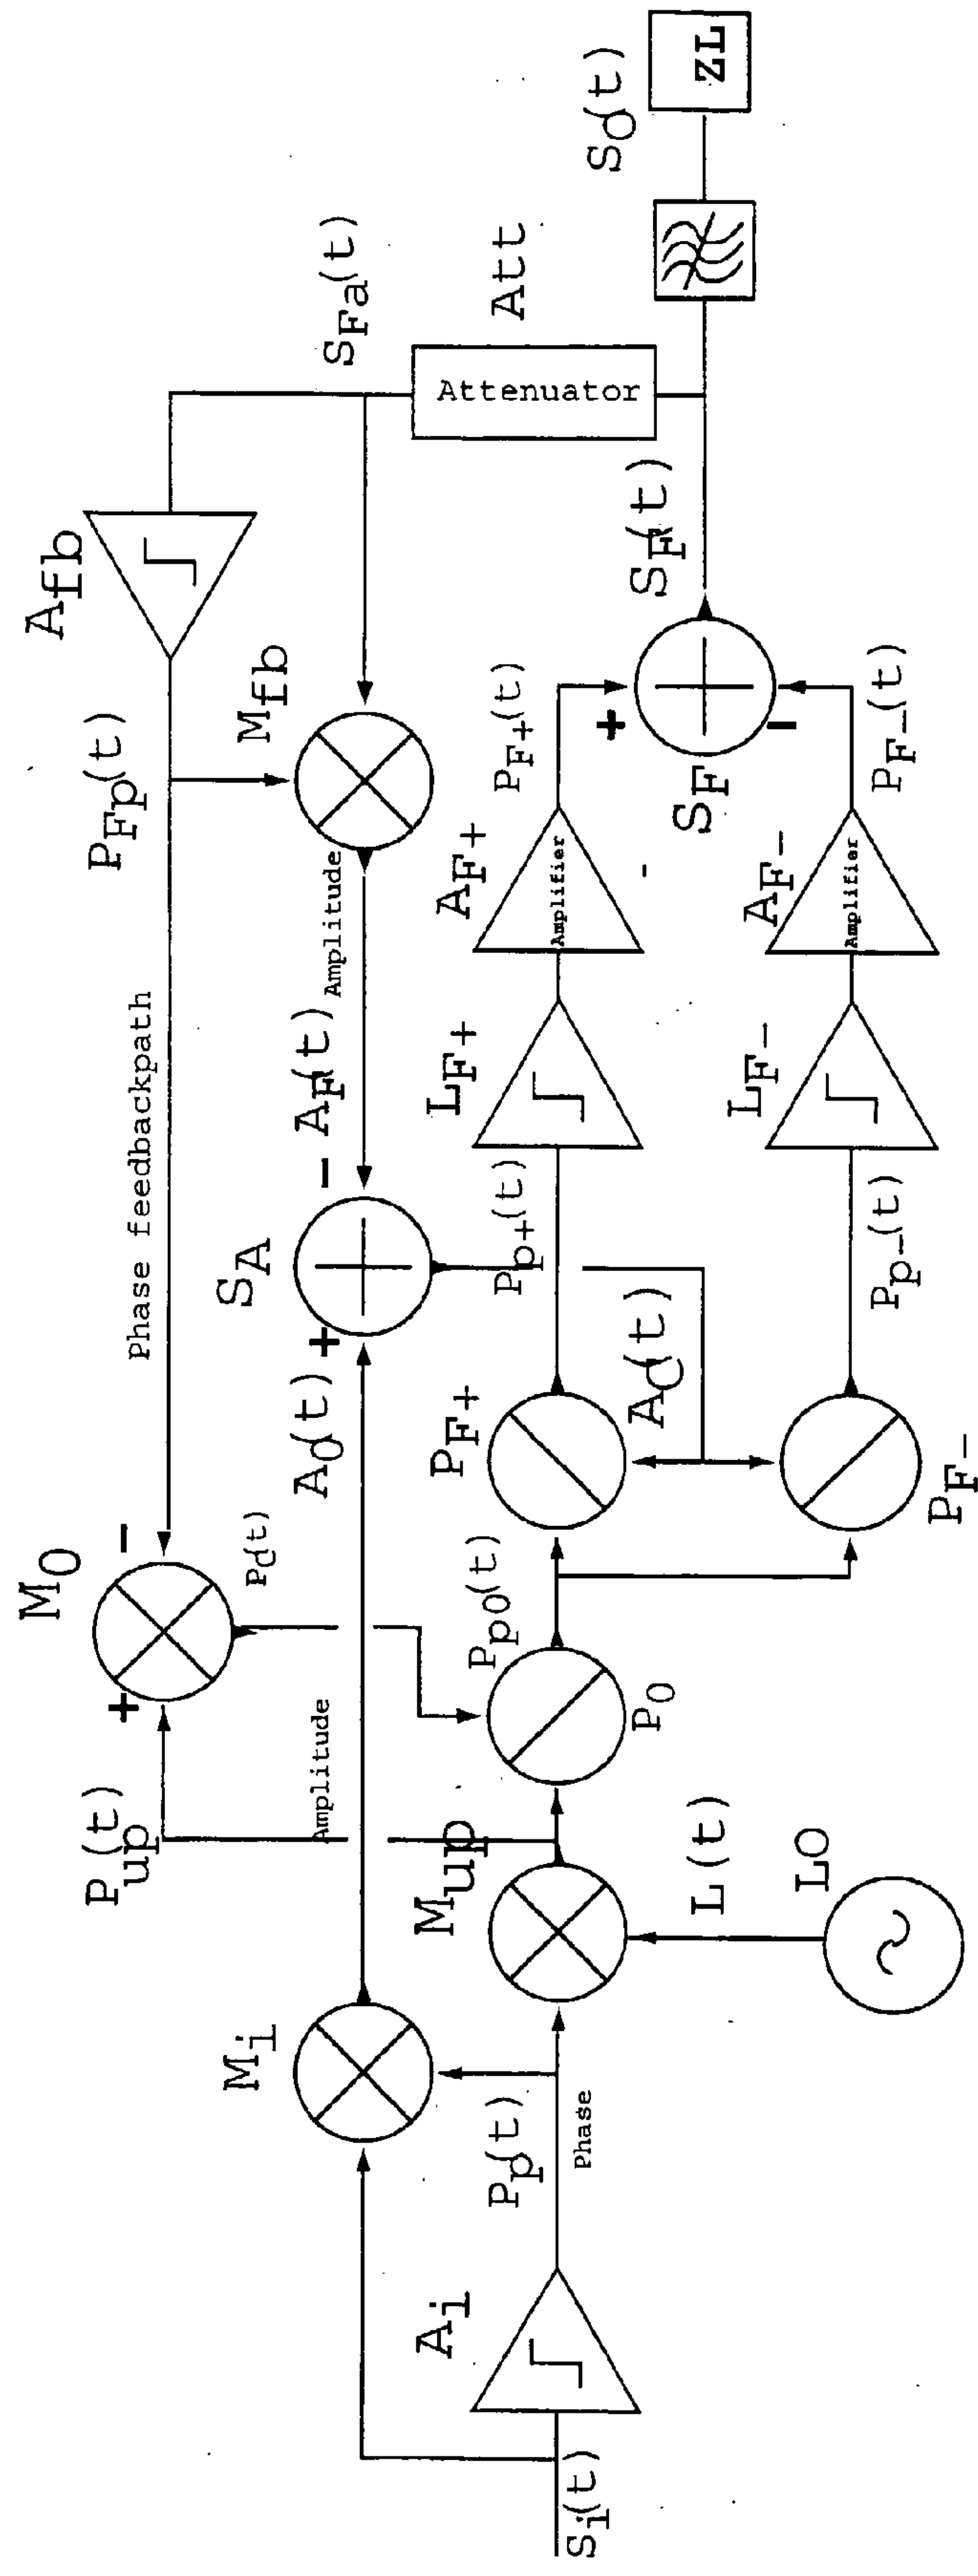 Si(t)
Ai
Pp(t)
Phase
Mi
Mup
L(t)
LO
Pup(t)
Amplitude
M0
+
−
Pd(t)
P0
Pp0(t)
A0(t)
+
SA
−
AF(t)
Amplitude
Phase feedbackpath
PF+
AC(t)
PF−
Pp+(t)
Pp−(t)
LF+
LF−
AF+
Amplifier
AF−
Amplifier
PFp(t)
Mfb
Afb
PF+(t)
+
SF
−
PF−(t)
SF(t)
Attenuator
Att
SFa(t)
SO(t)
ZL